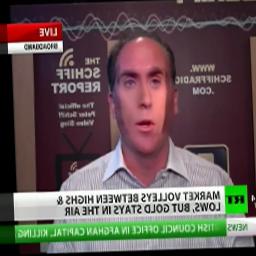 LIVE
BROADBAND
THE
SCHIFF
REPORT
The official
Peter Schiff
Video Blog
WWW.
SCHIFFRADIO
.COM
MARKET VOLLEYS BETWEEN HIGHS &
LOWS, BUT GOLD STAYS IN THE AIR
RT
NEWS
TISH COUNCIL OFFICE IN AFGHAN CAPITAL, KILLING